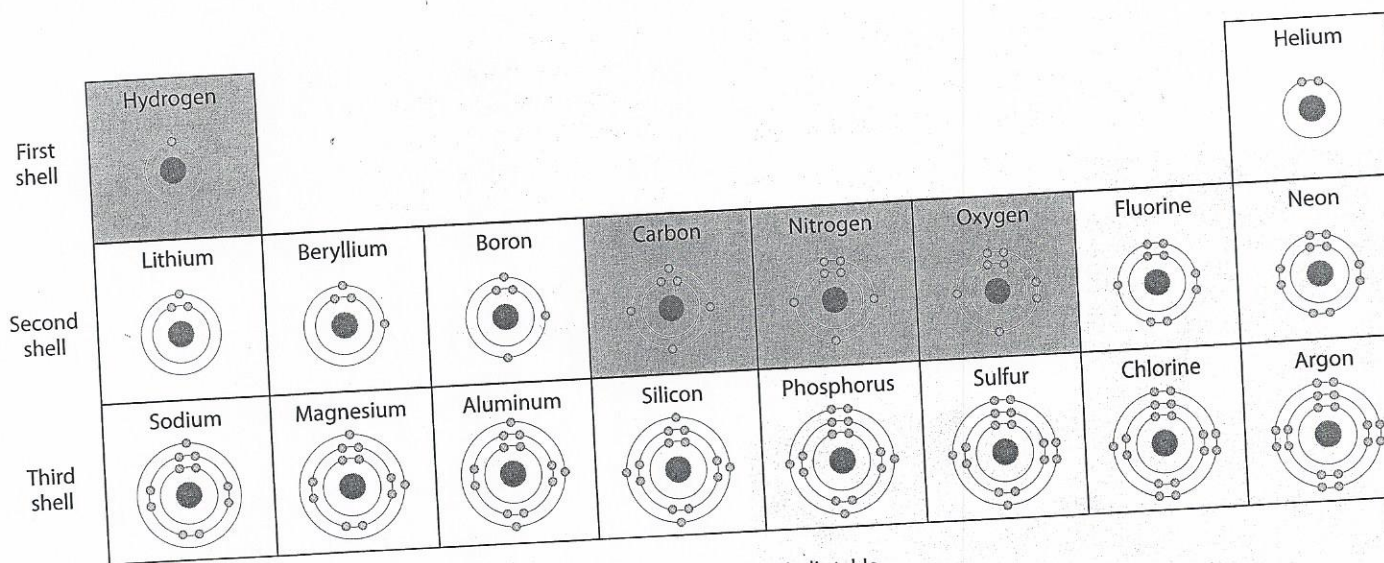 Helium
Hydrogen
First
shell
Lithium
Beryllium
Boron
Carbon
Nitrogen
Oxygen
Fluorine
Neon
Second
shell
Sodium
Magnesium
Aluminum
Silicon
Phosphorus
Sulfur
Chlorine
Argon
Third
shell